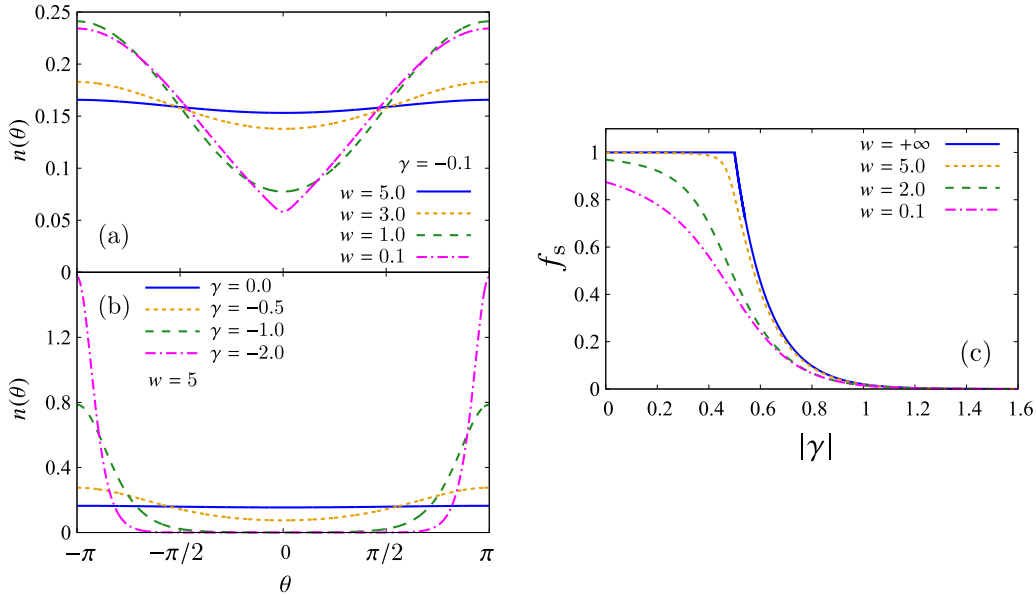 0.25
0.2
0.15
0.1
0.05
0
n(θ)
(a)
γ = −0.1
w = 5.0
w = 3.0
w = 1.0
w = 0.1
(b)
γ = 0.0
γ = −0.5
γ = −1.0
γ = −2.0
w = 5
1.2
0.8
0.4
0
n(θ)
−π
−π/2
0
π/2
π
θ
w = +∞
w = 5.0
w = 2.0
w = 0.1
1
0.8
0.6
0.4
0.2
0
fs
(c)
0
0.2
0.4
0.6
0.8
1
1.2
1.4
1.6
|γ|